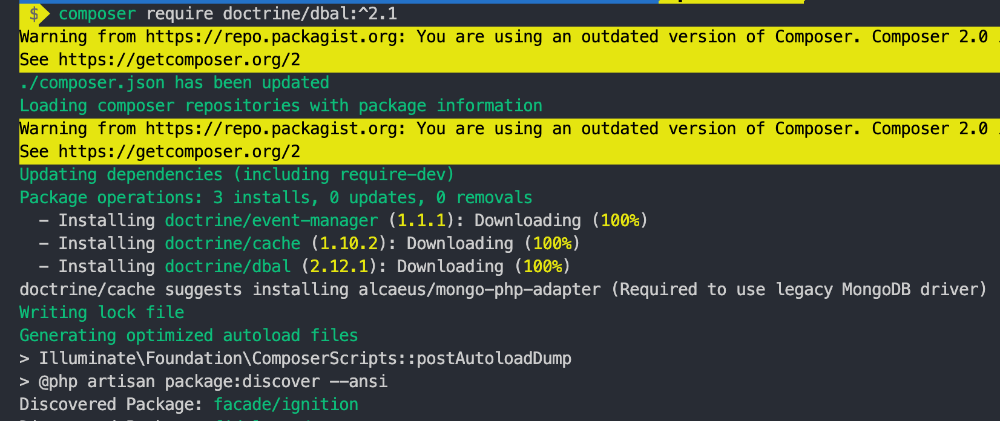 $ composer require doctrine/dbal:^2.1
Warning from https://repo.packagist.org: You are using an outdated version of Composer. Composer 2.0
See https://getcomposer.org/2
./composer.json has been updated
Loading composer repositories with package information
Warning from https://repo.packagist.org: You are using an outdated version of Composer. Composer 2.0
See https://getcomposer.org/2
Updating dependencies (including require-dev)
Package operations: 3 installs, 0 updates, 0 removals
  - Installing doctrine/event-manager (1.1.1): Downloading (100%)
  - Installing doctrine/cache (1.10.2): Downloading (100%)
  - Installing doctrine/dbal (2.12.1): Downloading (100%)
doctrine/cache suggests installing alcaeus/mongo-php-adapter (Required to use legacy MongoDB driver)
Writing lock file
Generating optimized autoload files
> Illuminate\Foundation\ComposerScripts::postAutoloadDump
> @php artisan package:discover --ansi
Discovered Package: facade/ignition